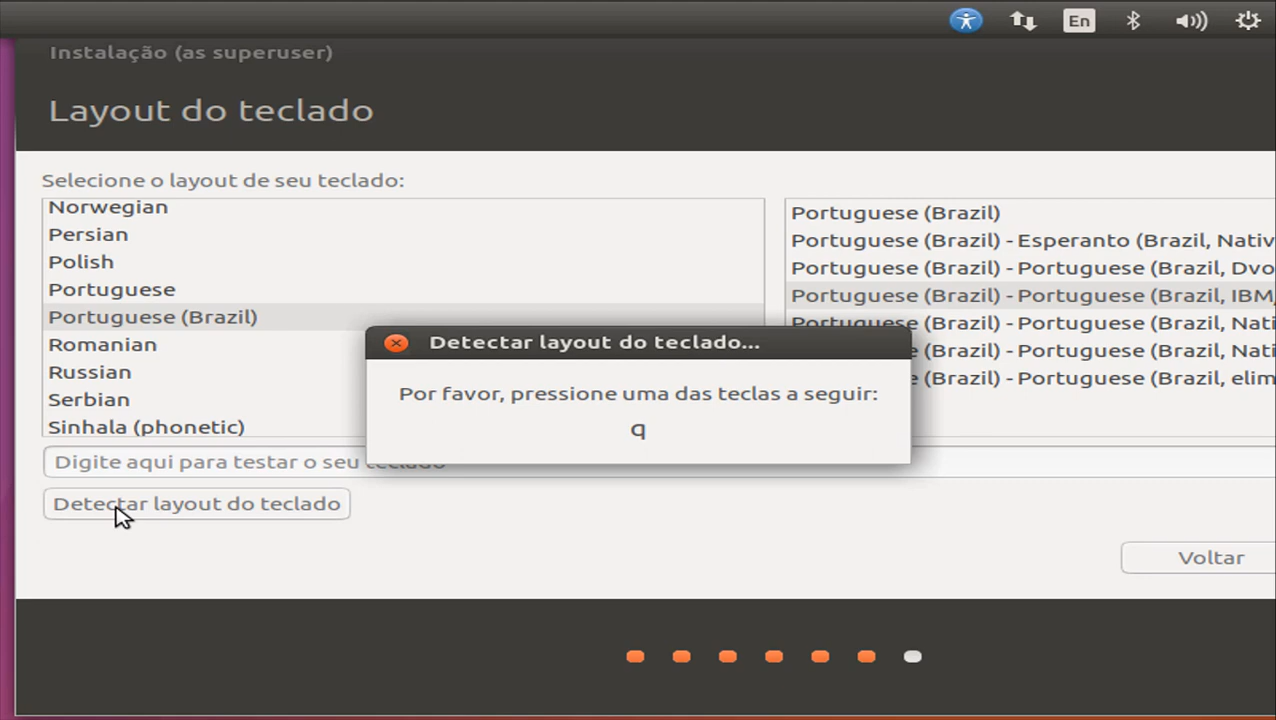 En
Instalação (as superuser)
Layout do teclado
Selecione o layout de seu teclado:
Norwegian
Persian
Polish
Portuguese
Portuguese (Brazil)
Romanian
Russian
Serbian
Sinhala (phonetic)
Portuguese (Brazil)
Portuguese (Brazil) - Esperanto (Brazil, Nativ
Portuguese (Brazil) - Portuguese (Brazil, Dvo
Portuguese (Brazil) - Portuguese (Brazil, IBM/
Portuguese (Brazil) - Portuguese (Brazil, Nati
e (Brazil) - Portuguese (Brazil, Nati
e (Brazil) - Portuguese (Brazil, elim
Detectar layout do teclado...
Por favor, pressione uma das teclas a seguir:
q
Digite aqui para testar o seu teclado
Detectar layout do teclado
Voltar